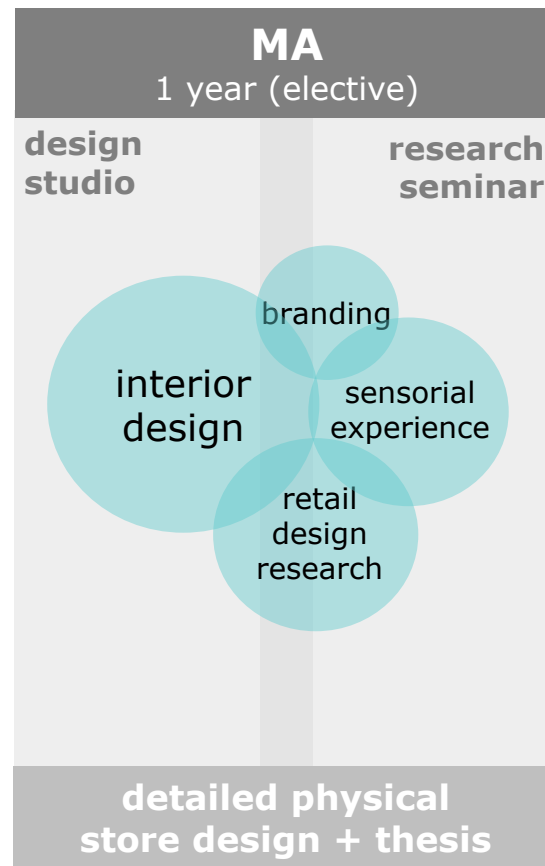 MA
1 year (elective)
design
studio
research
seminar
branding
interior
design
sensorial
experience
retail
design
research
detailed physical
store design + thesis